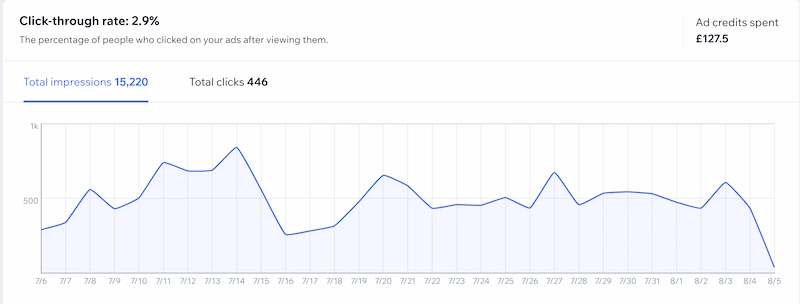 Click-through rate: 2.9%
The percentage of people who clicked on your ads after viewing them.
Ad credits spent
£127.5
Total impressions 15,220
Total clicks 446
1k
500
7/6 7/7 7/8 7/9 7/10 7/11 7/12 7/13 7/14 7/15 7/16 7/17 7/18 7/19 7/20 7/21 7/22 7/23 7/24 7/25 7/26 7/27 7/28 7/29 7/30 7/31 8/1 8/2 8/3 8/4 8/5